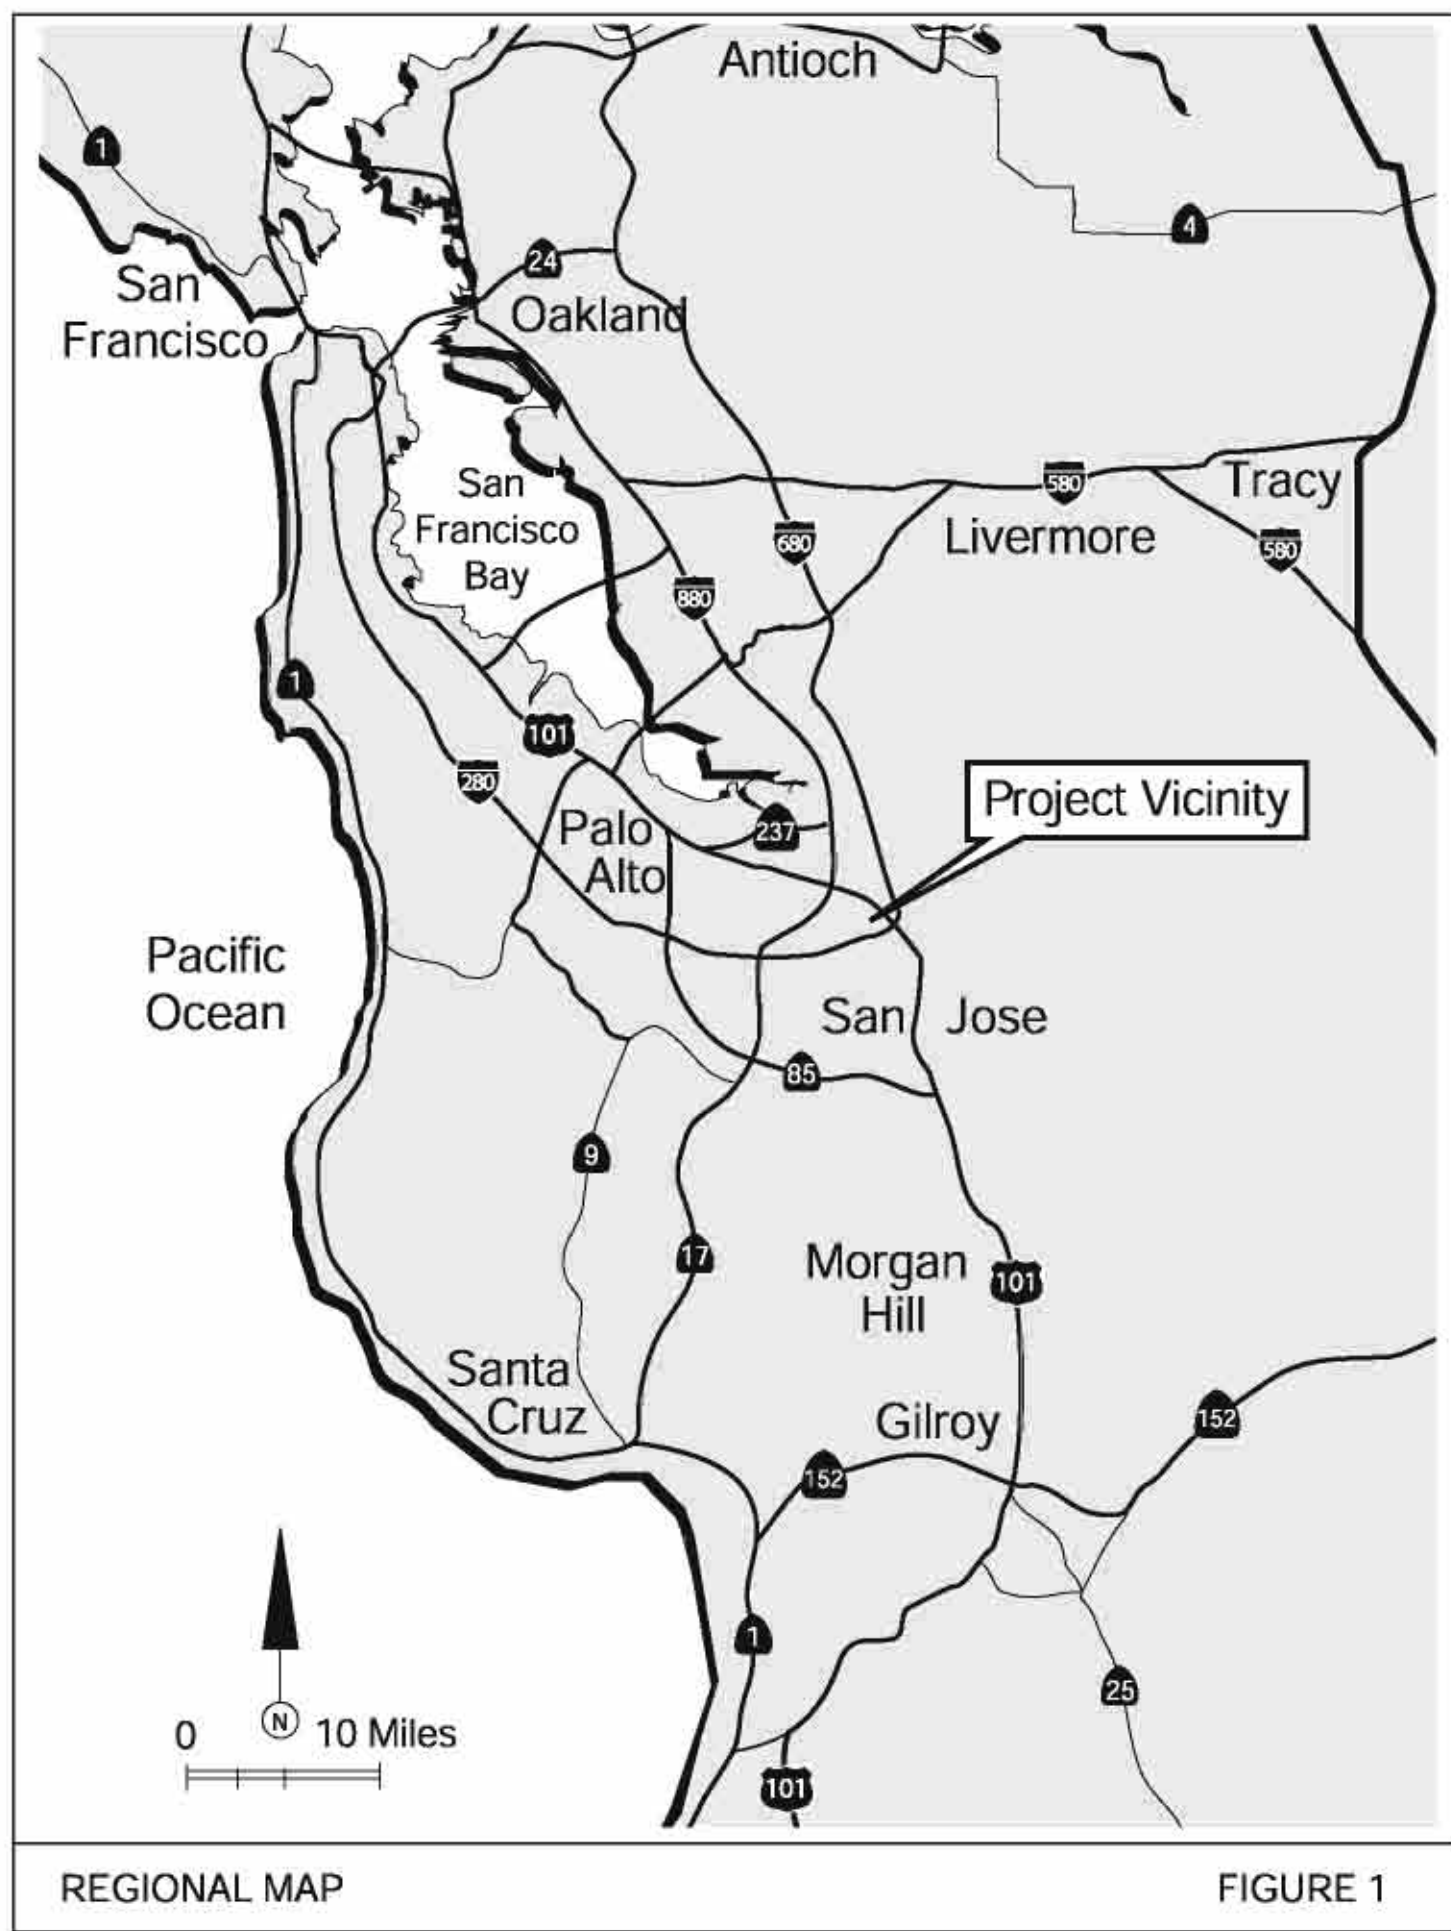 Antioch
1
4
24
San
Francisco
Oakland
San
Francisco
Bay
580
Tracy
680
Livermore
580
880
1
101
280
Project Vicinity
Palo
Alto
237
Pacific
Ocean
San Jose
85
9
17
Morgan
Hill
101
Santa
Cruz
Gilroy
152
152
1
25
N
0 10 Miles
101
REGIONAL MAP
FIGURE 1